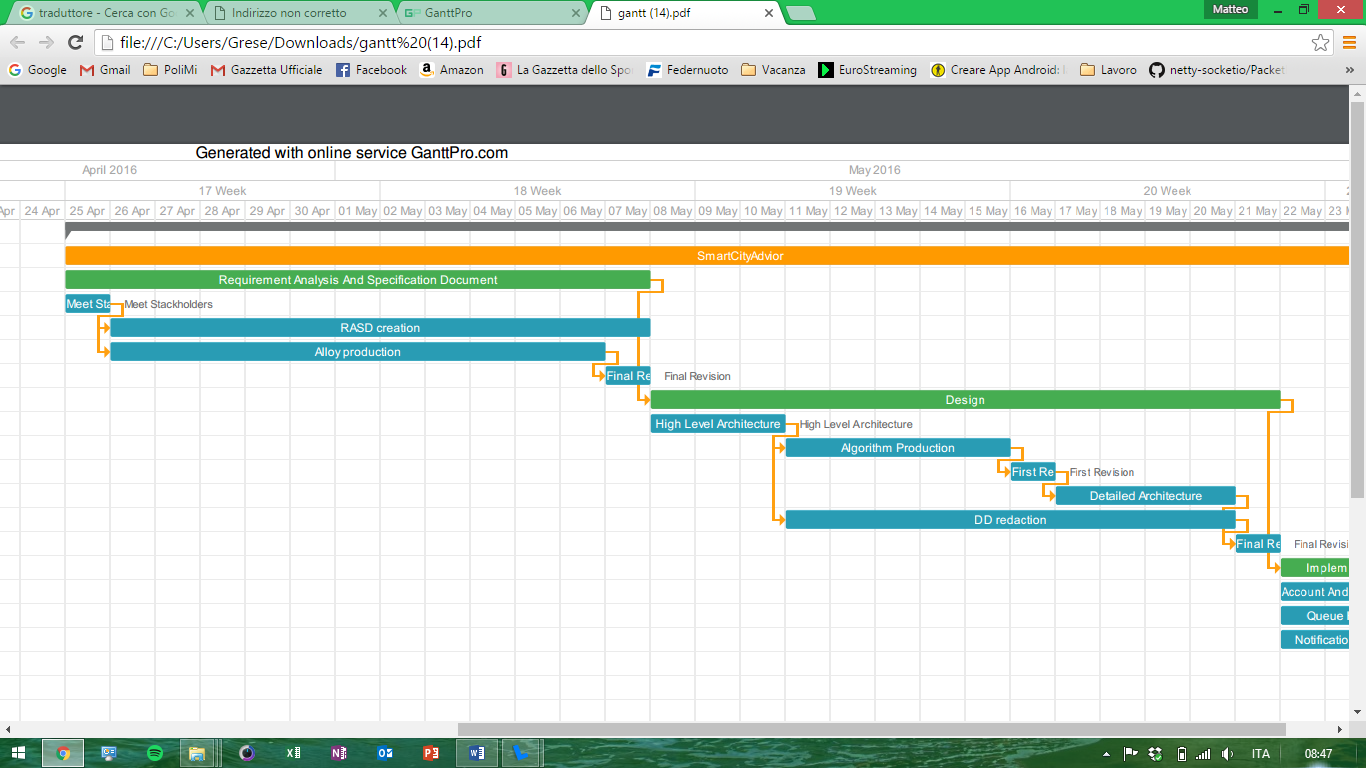 traduttore - Cerca con Go
Indirizzo non corretto
GP GanttPro
gantt (14).pdf
Matteo
file:///C:/Users/Grese/Downloads/gantt%20(14).pdf
Google Gmail PoliMi Gazzetta Ufficiale Facebook Amazon La Gazzetta dello Spo Federnuoto Vacanza EuroStreaming Creare App Android: Lavoro netty-socketio/Packet »
Generated with online service GanttPro.com
April 2016 May 2016
17 Week 18 Week 19 Week 20 Week
Apr 24 Apr 25 Apr 26 Apr 27 Apr 28 Apr 29 Apr 30 Apr 01 May 02 May 03 May 04 May 05 May 06 May 07 May 08 May 09 May 10 May 11 May 12 May 13 May 14 May 15 May 16 May 17 May 18 May 19 May 20 May 21 May 22 May 23
SmartCityAdvior
Requirement Analysis And Specification Document
Meet Sta Meet Stackholders
RASD creation
Alloy production
Final Re Final Revision
Design
High Level Architecture High Level Architecture
Algorithm Production
First Re First Revision
Detailed Architecture
DD redaction
Final Re Final Revisi
Implem
Account And
Queue
Notificatio
ITA 08:47